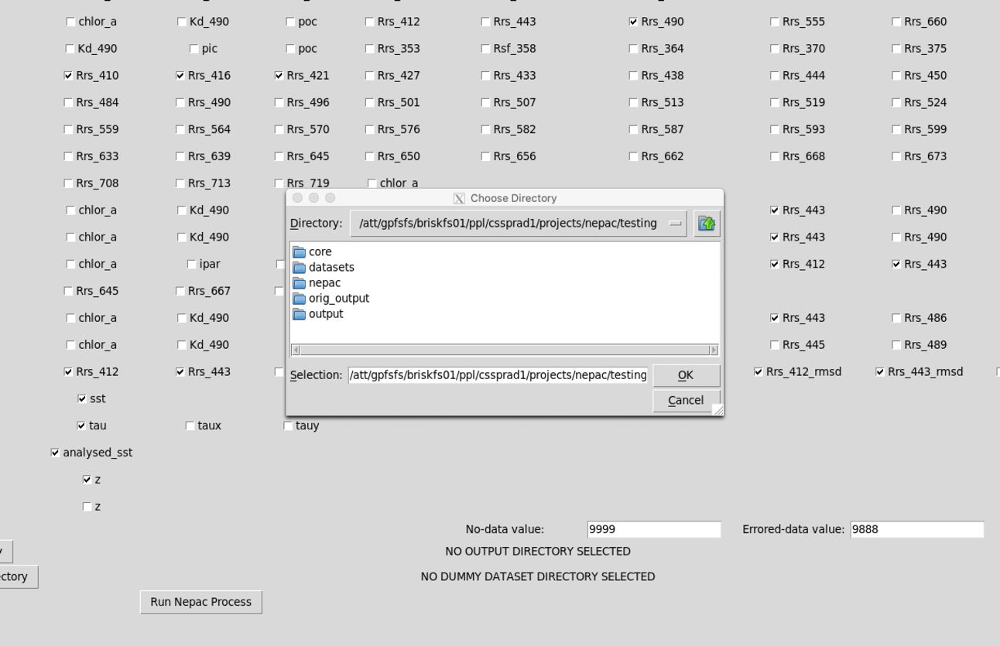 chlor_a Kd_490 poc Rrs_412 Rrs_443 Rrs_490 Rrs_555 Rrs_660
Kd_490 pic poc Rrs_353 Rsf_358 Rrs_364 Rrs_370 Rrs_375
Rrs_410 Rrs_416 Rrs_421 Rrs_427 Rrs_433 Rrs_438 Rrs_444 Rrs_450
Rrs_484 Rrs_490 Rrs_496 Rrs_501 Rrs_507 Rrs_513 Rrs_519 Rrs_524
Rrs_559 Rrs_564 Rrs_570 Rrs_576 Rrs_582 Rrs_587 Rrs_593 Rrs_599
Rrs_633 Rrs_639 Rrs_645 Rrs_650 Rrs_656 Rrs_662 Rrs_668 Rrs_673
Rrs_708 Rrs_713 Rrs_719 chlor_a
chlor_a Kd_490 Rrs_443 Rrs_490
chlor_a Kd_490 Rrs_443 Rrs_490
chlor_a ipar Rrs_412 Rrs_443
Rrs_645 Rrs_667
chlor_a Kd_490 Rrs_443 Rrs_486
chlor_a Kd_490 Rrs_445 Rrs_489
Rrs_412 Rrs_443 Rrs_412_rmsd Rrs_443_rmsd
sst
tau taux tauy
analysed_sst
z
z
Choose Directory
Directory: /att/gpfsfs/briskfs01/ppl/cssprad1/projects/nepac/testing
core
datasets
nepac
orig_output
output
Selection: /att/gpfsfs/briskfs01/ppl/cssprad1/projects/nepac/testing OK
Cancel
No-data value: 9999 Errored-data value: 9888
NO OUTPUT DIRECTORY SELECTED
ctory NO DUMMY DATASET DIRECTORY SELECTED
Run Nepac Process